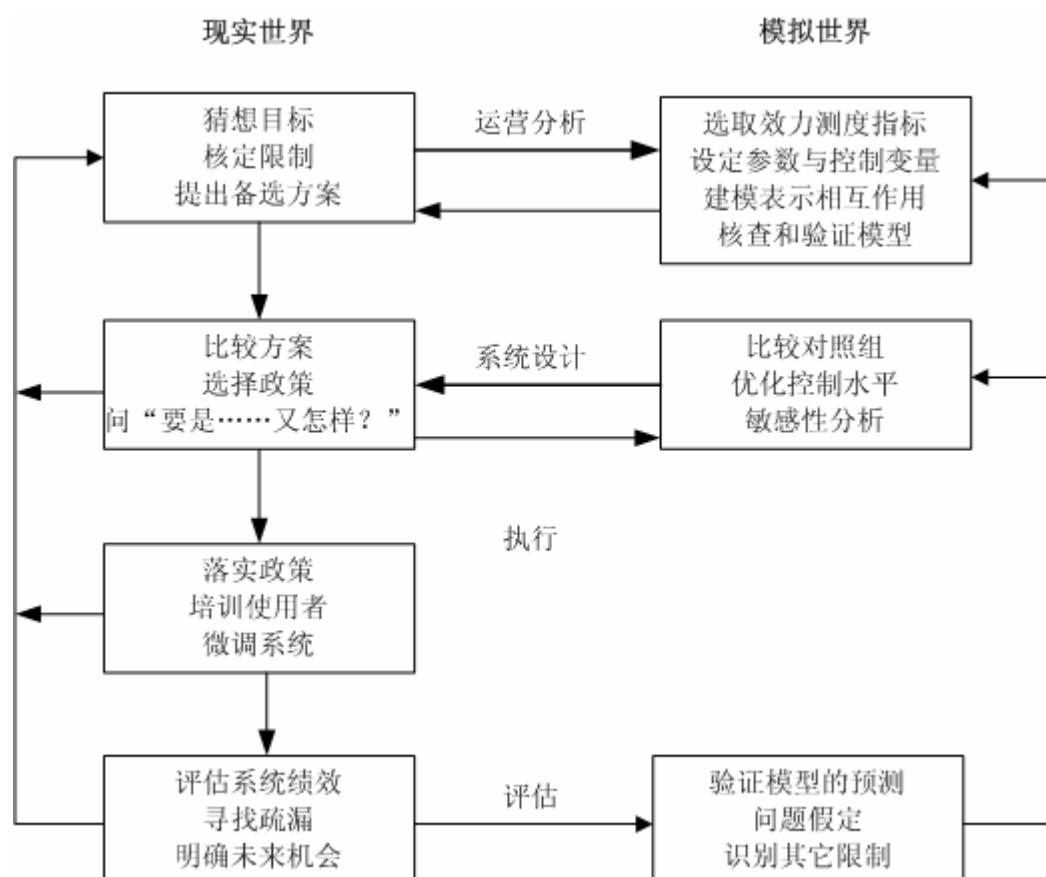 现实世界
模拟世界
猜想目标
核定限制
提出备选方案
运营分析
选取效力测度指标
设定参数与控制变量
建模表示相互作用
核查和验证模型
比较方案
选择政策
问“要是……又怎样？”
系统设计
比较对照组
优化控制水平
敏感性分析
执行
落实政策
培训使用者
微调系统
评估系统绩效
寻找疏漏
明确未来机会
评估
验证模型的预测
问题假定
识别其它限制